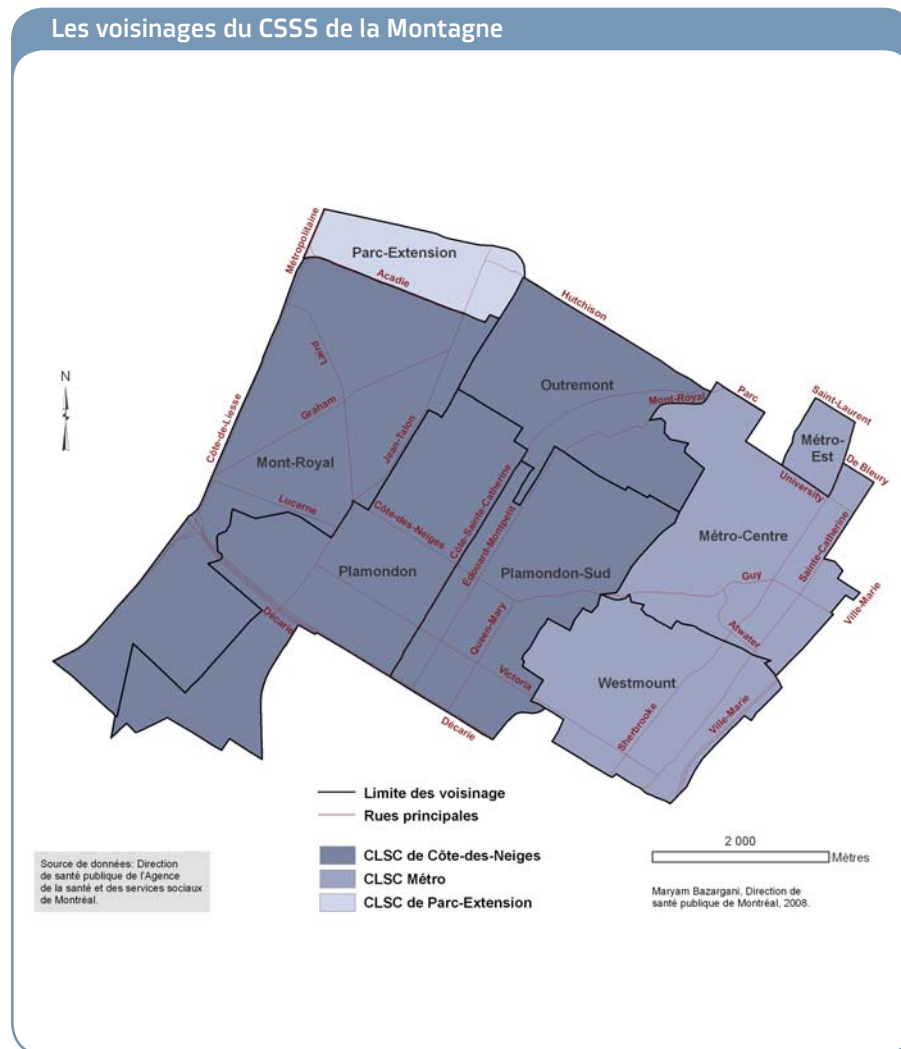 Les voisinages du CSSS de la Montagne
Métropolitaine
Parc-Extension
Acadie
Hutchison
Laird
N
Outremont
Mont-Royal
Parc
Saint-Laurent
Graham
Métro-
Est
De Bleury
Côte-de-Liesse
Jean-Talon
Mont-Royal
University
Lucerne
Côte-des-Neiges
Côte-Sainte-Catherine
Édouard-Montpetit
Métro-Centre
Sainte-Catherine
Plamondon
Plamondon-Sud
Guy
Ville-Marie
Décarie
Queen-Mary
Atwater
Victoria
Westmount
Sherbrooke
Ville-Marie
Décarie
Limite des voisinage
Rues principales
CLSC de Côte-des-Neiges
CLSC Métro
CLSC de Parc-Extension
2 000
Mètres
Source de données: Direction
de santé publique de l'Agence
de la santé et des services sociaux
de Montréal.
Maryam Bazargani, Direction de
santé publique de Montréal, 2008.